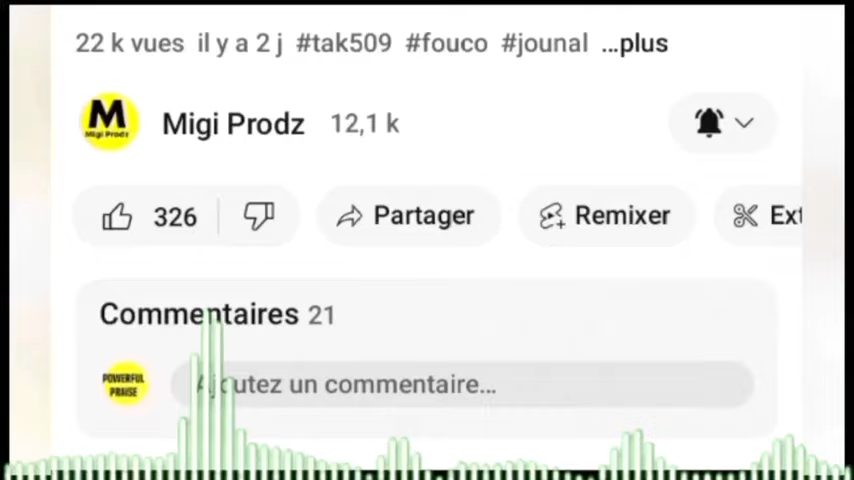 22 k vues il y a 2 j #tak509 #fouco #jounal ...plus
M
Migi Prodz
Migi Prodz 12,1 k
326 Partager Remixer Ext
Commentaires 21
POWERFUL
PRAISE
Ajoutez un commentaire...